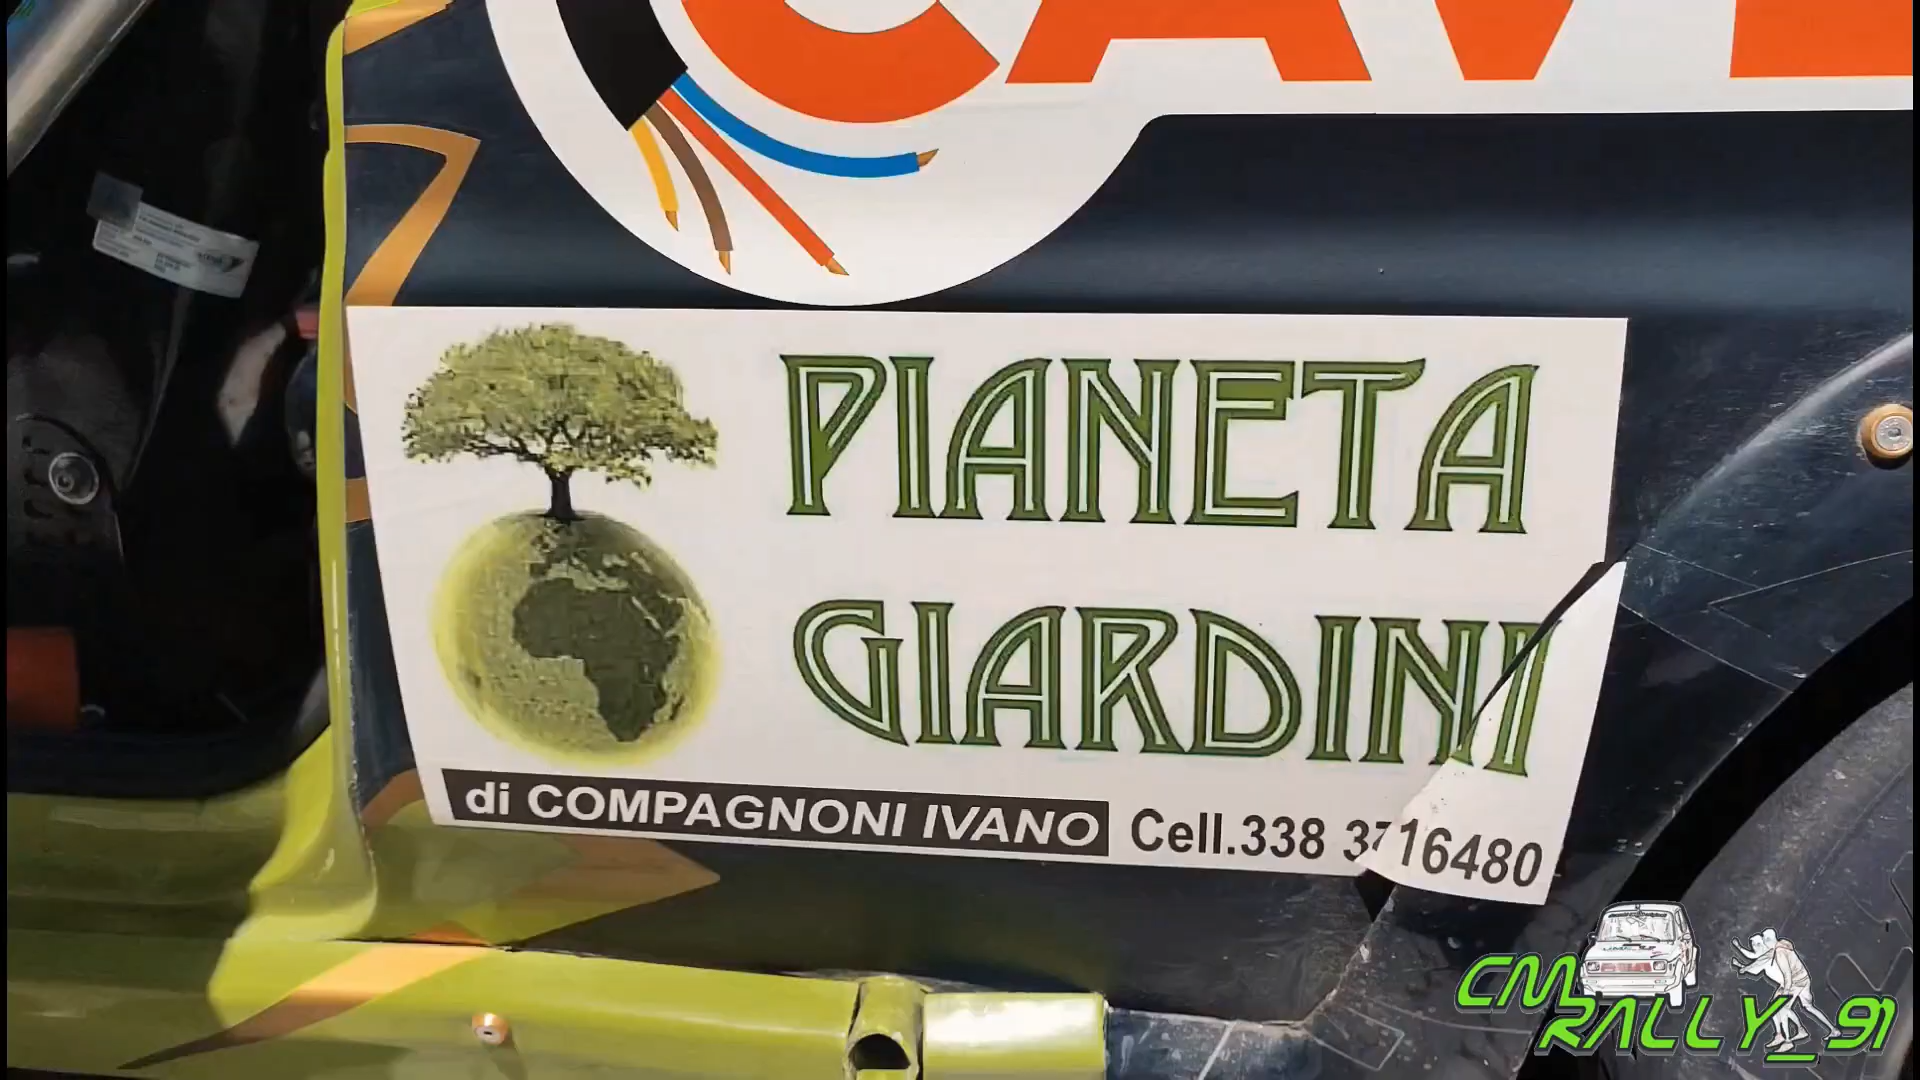 PIANETA
GIARDINI
di COMPAGNONI IVANO Cell.338 3716480
CM
RALLY_91